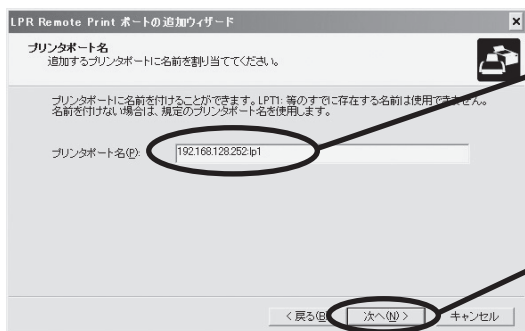 LPR Remote Print ポートの追加ウィザード
プリンタポート名
追加するプリンタポートに名前を割り当ててください。
プリンタポートに名前を付けることができます。LPT1: 等のすでに存在する名前は使用できません。
名前を付けない場合は、規定のプリンタポート名を使用します。
プリンタポート名(P):
192.168.128.252:lp1
< 戻る(B)
次へ(N) >
キャンセル